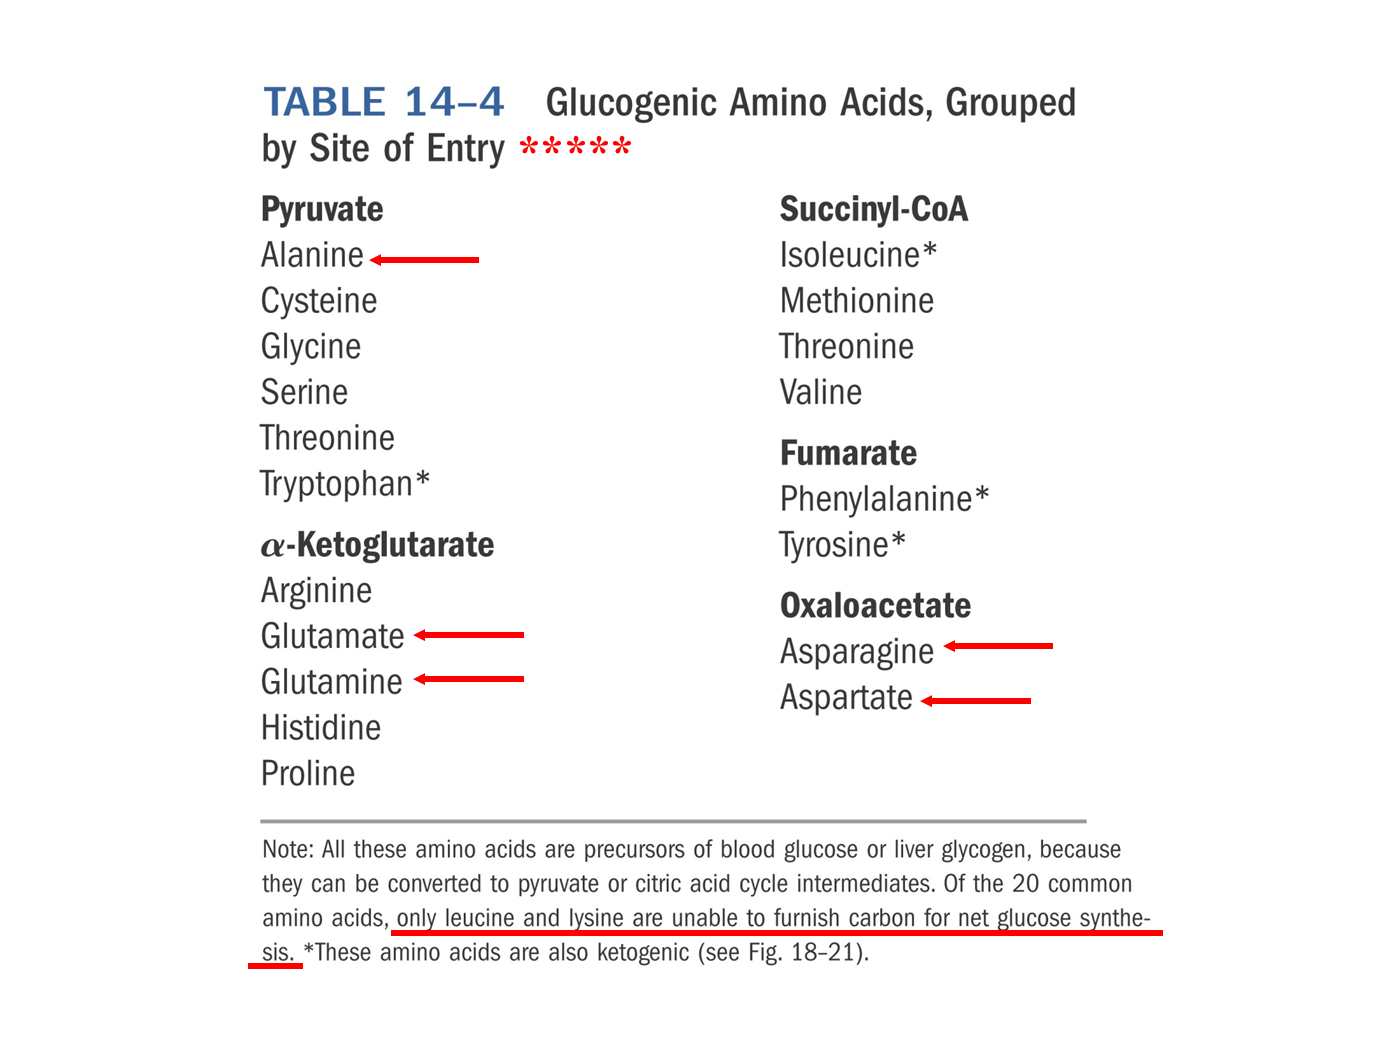 TABLE 14–4 Glucogenic Amino Acids, Grouped
by Site of Entry *****
Pyruvate
Alanine
Cysteine
Glycine
Serine
Threonine
Tryptophan*
α-Ketoglutarate
Arginine
Glutamate
Glutamine
Histidine
Proline
Succinyl-CoA
Isoleucine*
Methionine
Threonine
Valine
Fumarate
Phenylalanine*
Tyrosine*
Oxaloacetate
Asparagine
Aspartate
Note: All these amino acids are precursors of blood glucose or liver glycogen, because
they can be converted to pyruvate or citric acid cycle intermediates. Of the 20 common
amino acids, only leucine and lysine are unable to furnish carbon for net glucose synthe-
sis. *These amino acids are also ketogenic (see Fig. 18–21).